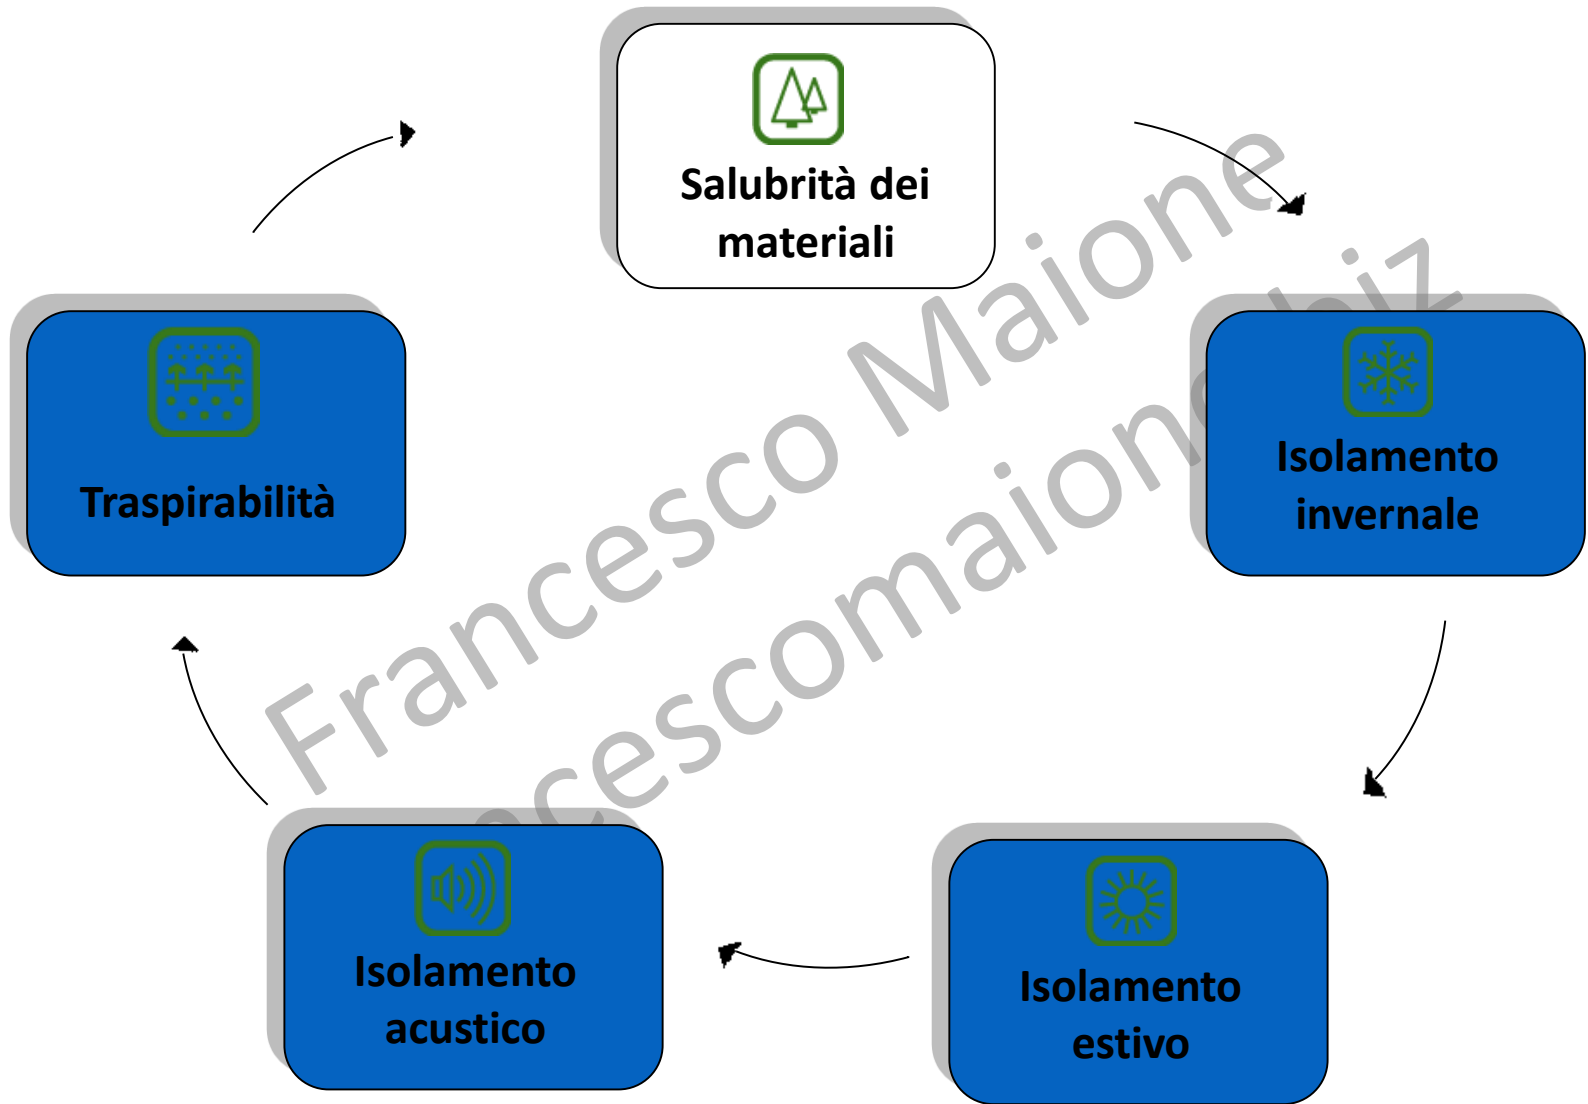 Salubrità dei
materiali
Isolamento
invernale
Isolamento
estivo
Isolamento
acustico
Traspirabilità
Francesco Maione